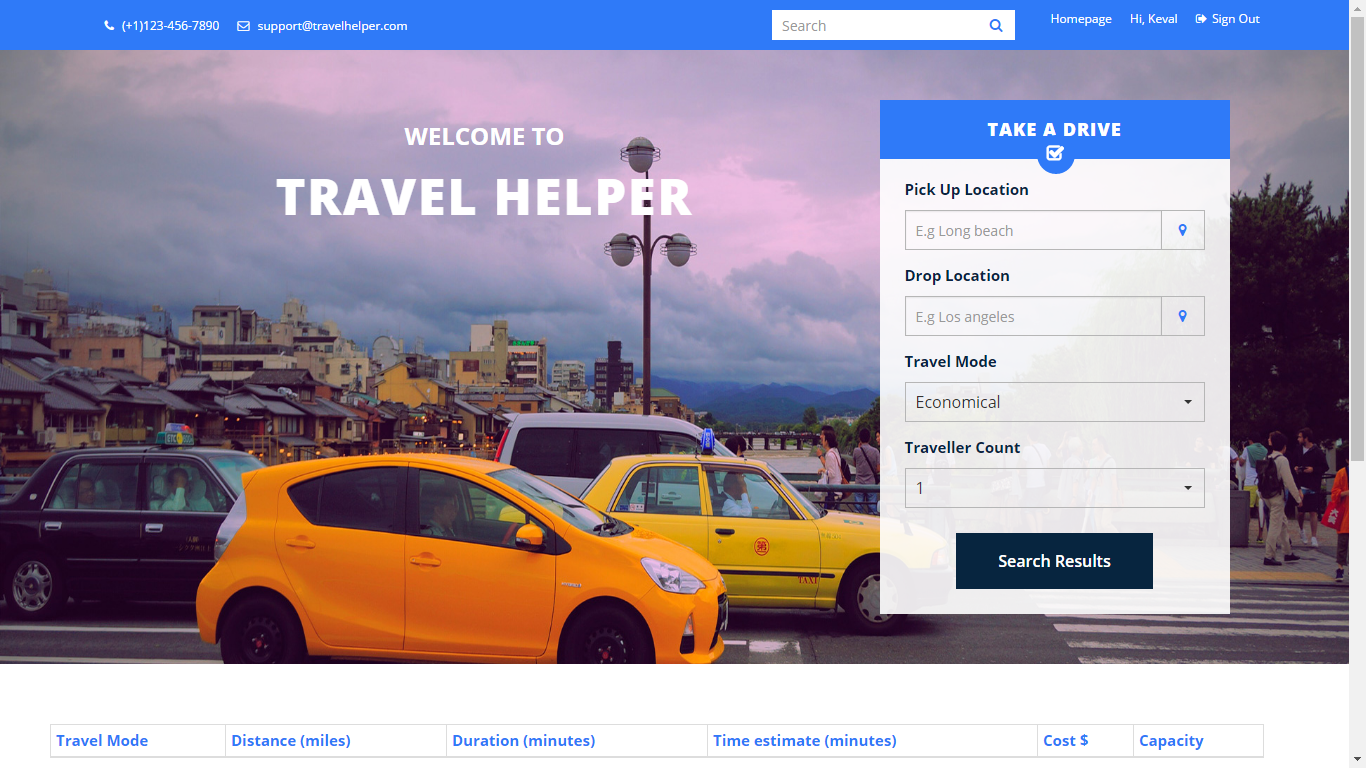 (+1)123-456-7890 support@travelhelper.com Search Homepage Hi, Keval Sign Out
WELCOME TO
TRAVEL HELPER
TAKE A DRIVE
Pick Up Location
E.g Long beach
Drop Location
E.g Los angeles
Travel Mode
Economical
Traveller Count
1
Search Results
第
TAXI
Travel Mode Distance (miles) Duration (minutes) Time estimate (minutes) Cost $ Capacity